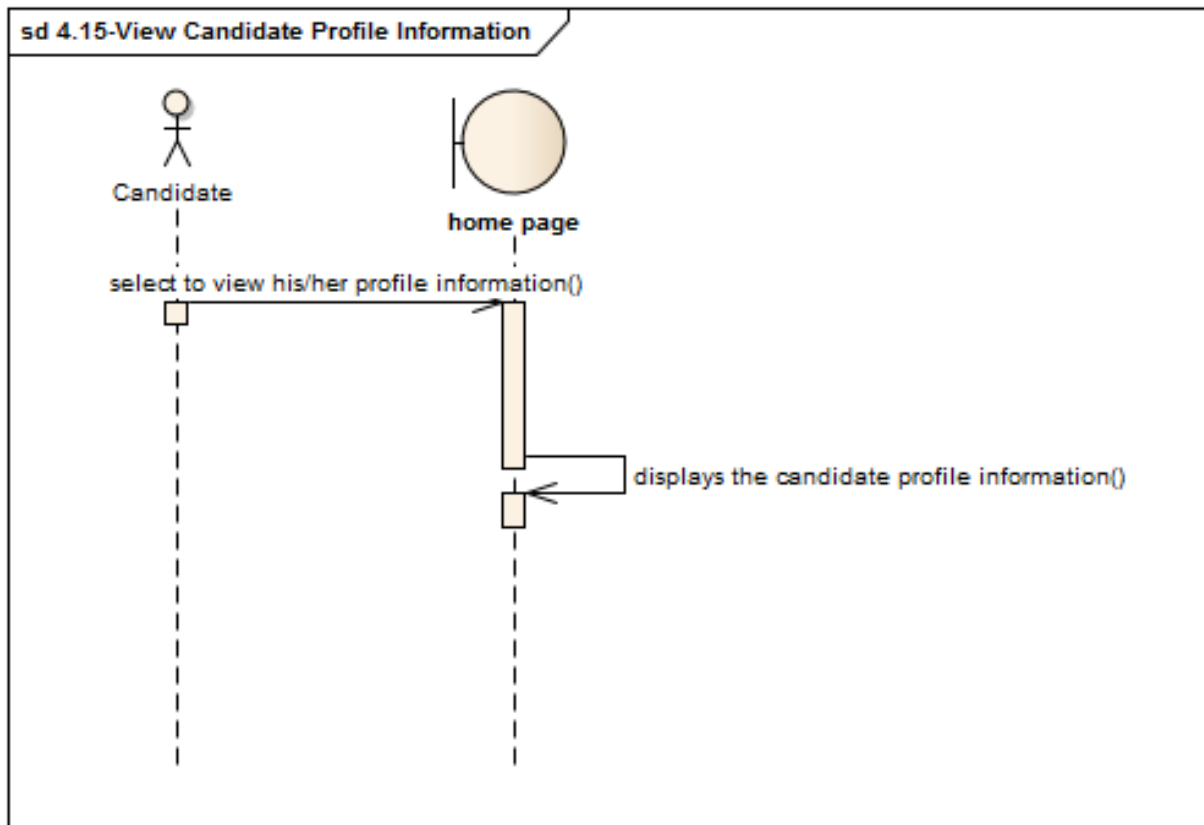 sd 4.15-View Candidate Profile Information
Candidate
home page
select to view his/her profile information()
displays the candidate profile information()